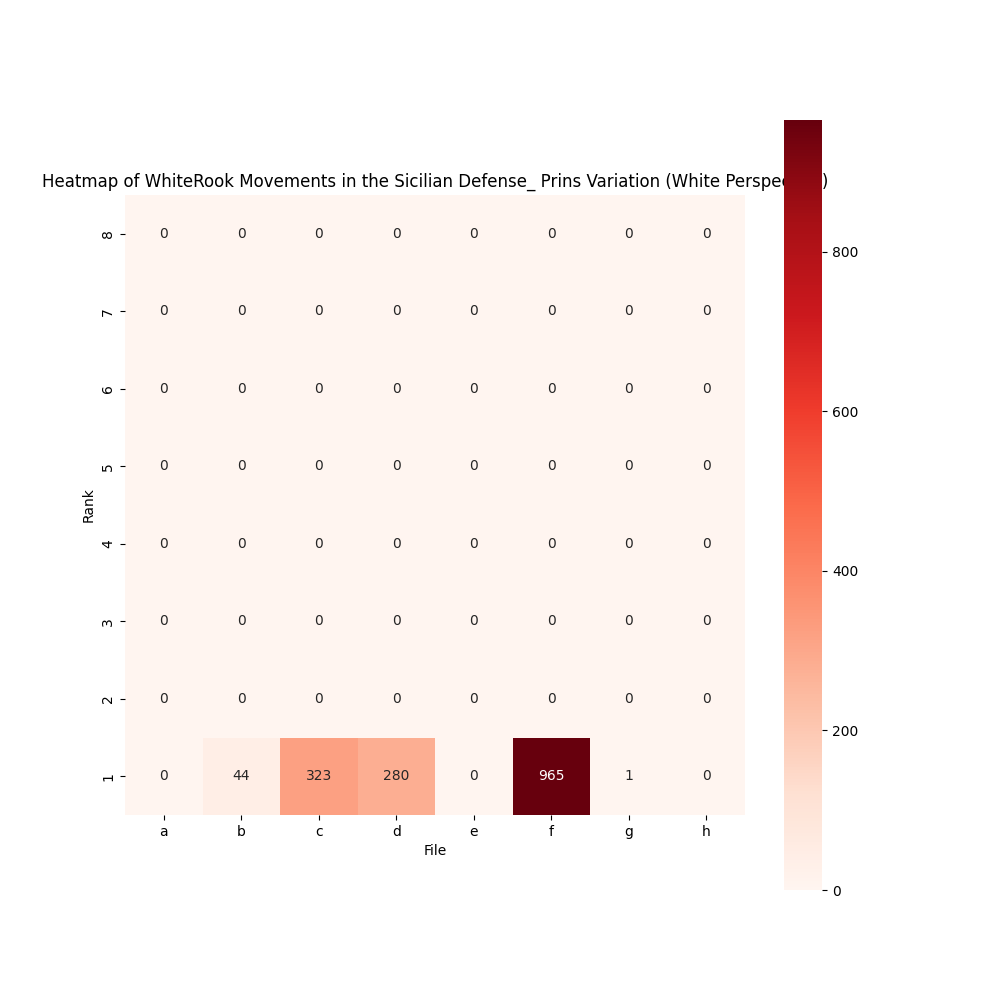 Heatmap of WhiteRook Movements in the Sicilian Defense_ Prins Variation (White Perspe )
8 0 0 0 0 0 0 0 0
7 0 0 0 0 0 0 0 0
6 0 0 0 0 0 0 0 0
5 0 0 0 0 0 0 0 0
4 0 0 0 0 0 0 0 0
3 0 0 0 0 0 0 0 0
2 0 0 0 0 0 0 0 0
1 0 44 323 280 0 965 1 0
a b c d e f g h
File
Rank
800
600
400
200
0